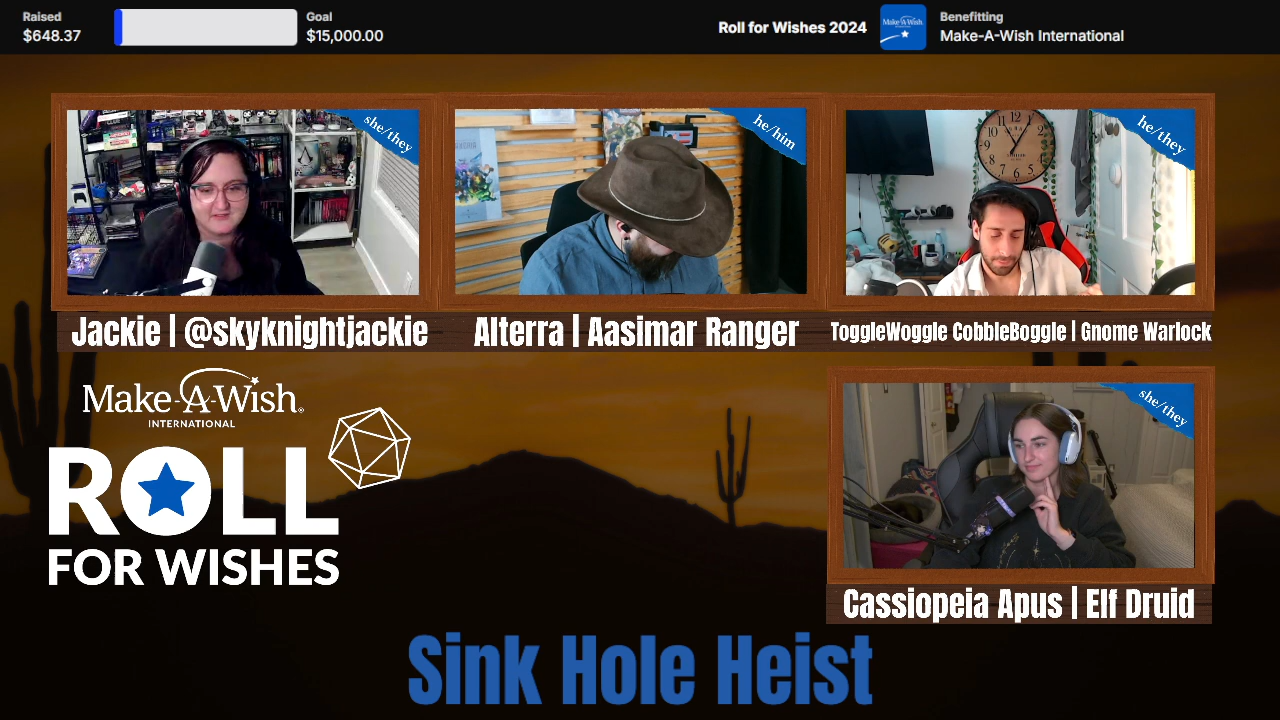 Raised
$648.37
Goal
$15,000.00
Roll for Wishes 2024
Make-A-Wish
Benefitting
Make-A-Wish International
she/they
he/him
he/they
Jackie | @skyknightjackie
Alterra | Aasimar Ranger
ToggleWoggle CobbleBoggle | Gnome Warlock
Make-A-Wish.
INTERNATIONAL
ROLL
FOR WISHES
she/they
Cassiopeia Apus | Elf Druid
Sink Hole Heist